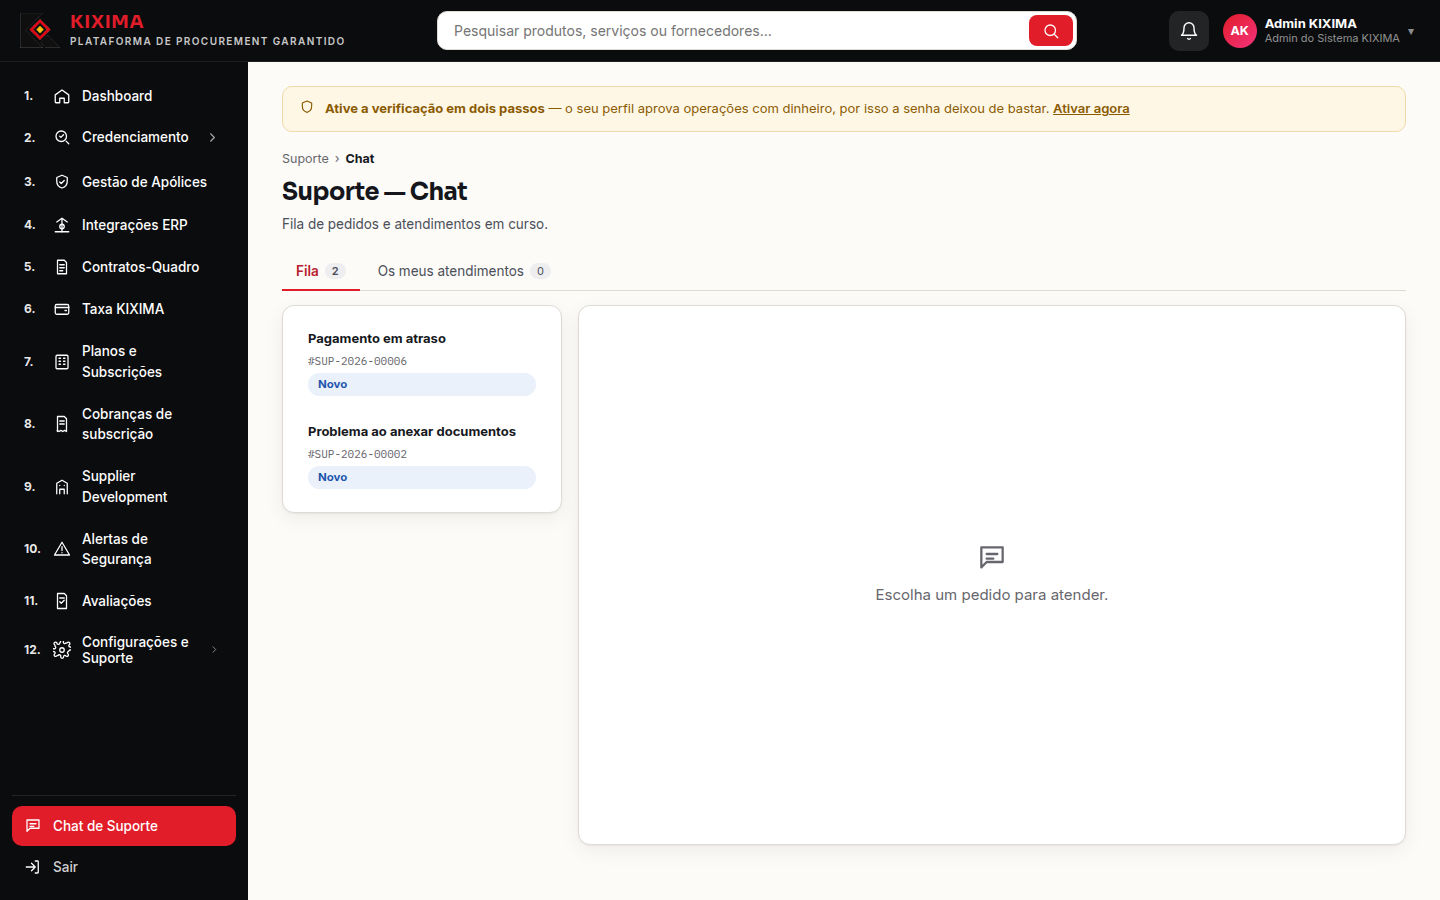 KIXIMA
PLATAFORMA DE PROCUREMENT GARANTIDO
Pesquisar produtos, serviços ou fornecedores...
AK
Admin KIXIMA
Admin do Sistema KIXIMA
1. Dashboard
2. Credenciamento
3. Gestão de Apólices
4. Integrações ERP
5. Contratos-Quadro
6. Taxa KIXIMA
7. Planos e
Subscrições
8. Cobranças de
subscrição
9. Supplier
Development
10. Alertas de
Segurança
11. Avaliações
12. Configurações e
Suporte
Chat de Suporte
Sair
Ative a verificação em dois passos — o seu perfil aprova operações com dinheiro, por isso a senha deixou de bastar. Ativar agora
Suporte › Chat
Suporte — Chat
Fila de pedidos e atendimentos em curso.
Fila 2
Os meus atendimentos 0
Pagamento em atraso
#SUP-2026-00006
Novo
Problema ao anexar documentos
#SUP-2026-00002
Novo
Escolha um pedido para atender.